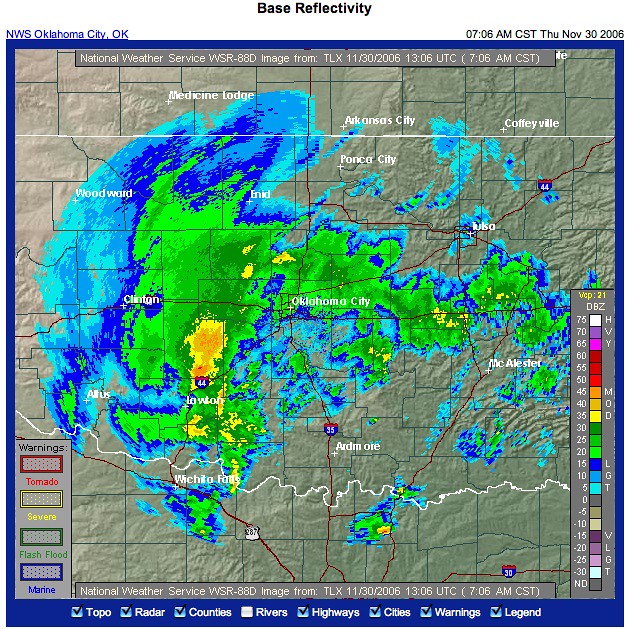 Base Reflectivity
NWS Oklahoma City, OK
07:06 AM CST Thu Nov 30 2006
National Weather Service WSR-88D Image from: TLX 11/30/2006 13:06 UTC ( 7:06 AM CST)
Medicine Lodge
Arkansas City
Coffeyville
Ponca City
44
Woodward
Enid
Tulsa
Clinton
Oklahoma City
Vcp: 21
DBZ
75 H
70 V
65 Y
60
55
50
45 M
40 O
35 D
30
25
20
15 L
10 G
5 T
0
-5
-10
-15 V
-20 L
-25 G
-30 T
ND
McAlester
44
Altus
Lawton
35
Ardmore
Warnings:
Tornado
Severe
Flash Flood
Marine
Wichita Falls
287
30
National Weather Service WSR-88D Image from: TLX 11/30/2006 13:06 UTC ( 7:06 AM CST)
Topo Radar Counties Rivers Highways Cities Warnings Legend